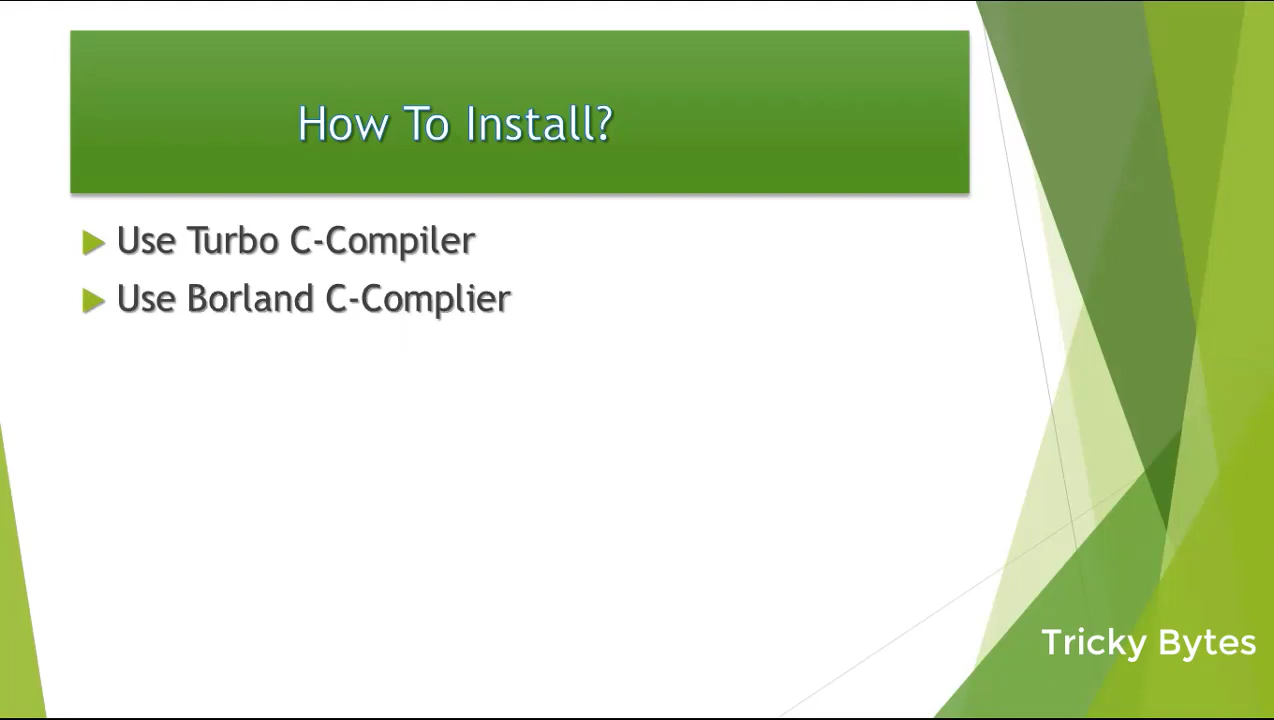 How To Install?
Use Turbo C-Compiler
Use Borland C-Complier
Tricky Bytes